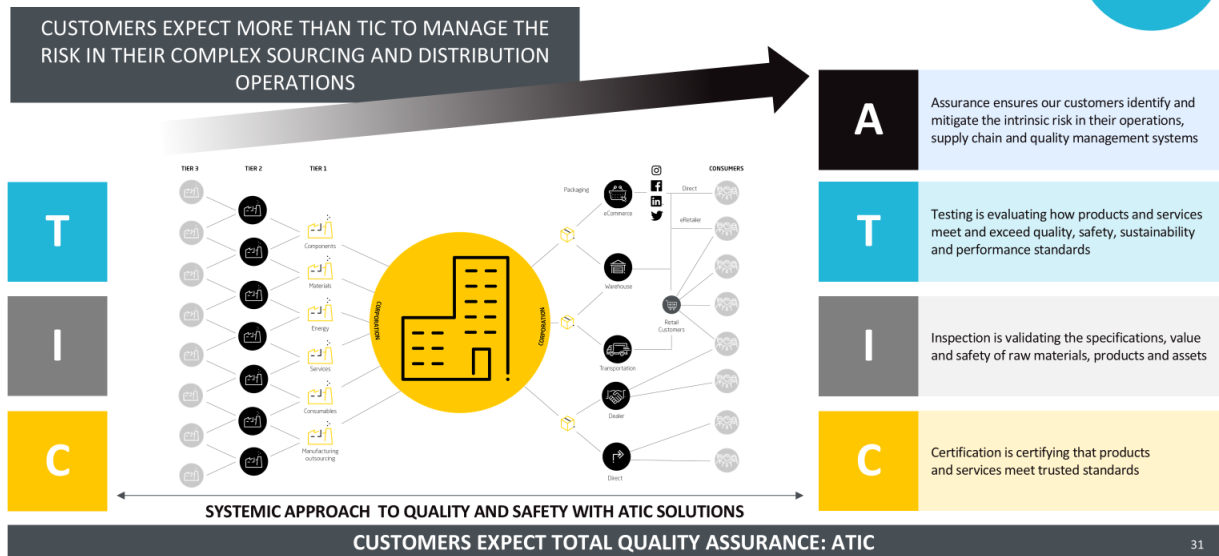 CUSTOMERS EXPECT MORE THAN TIC TO MANAGE THE
RISK IN THEIR COMPLEX SOURCING AND DISTRIBUTION
OPERATIONS
T
I
C
TIER 3
TIER 2
TIER 1
Components
Materials
Energy
Services
Consumables
Manufacturing
outsourcing
CORPORATION
CORPORATION
Packaging
eCommerce
Warehouse
Transportation
Dealer
Direct
Direct
eRetailer
Retail
Customers
CONSUMERS
A
Assurance ensures our customers identify and
mitigate the intrinsic risk in their operations,
supply chain and quality management systems
T
Testing is evaluating how products and services
meet and exceed quality, safety, sustainability
and performance standards
I
Inspection is validating the specifications, value
and safety of raw materials, products and assets
C
Certification is certifying that products
and services meet trusted standards
SYSTEMIC APPROACH TO QUALITY AND SAFETY WITH ATIC SOLUTIONS
CUSTOMERS EXPECT TOTAL QUALITY ASSURANCE: ATIC
31